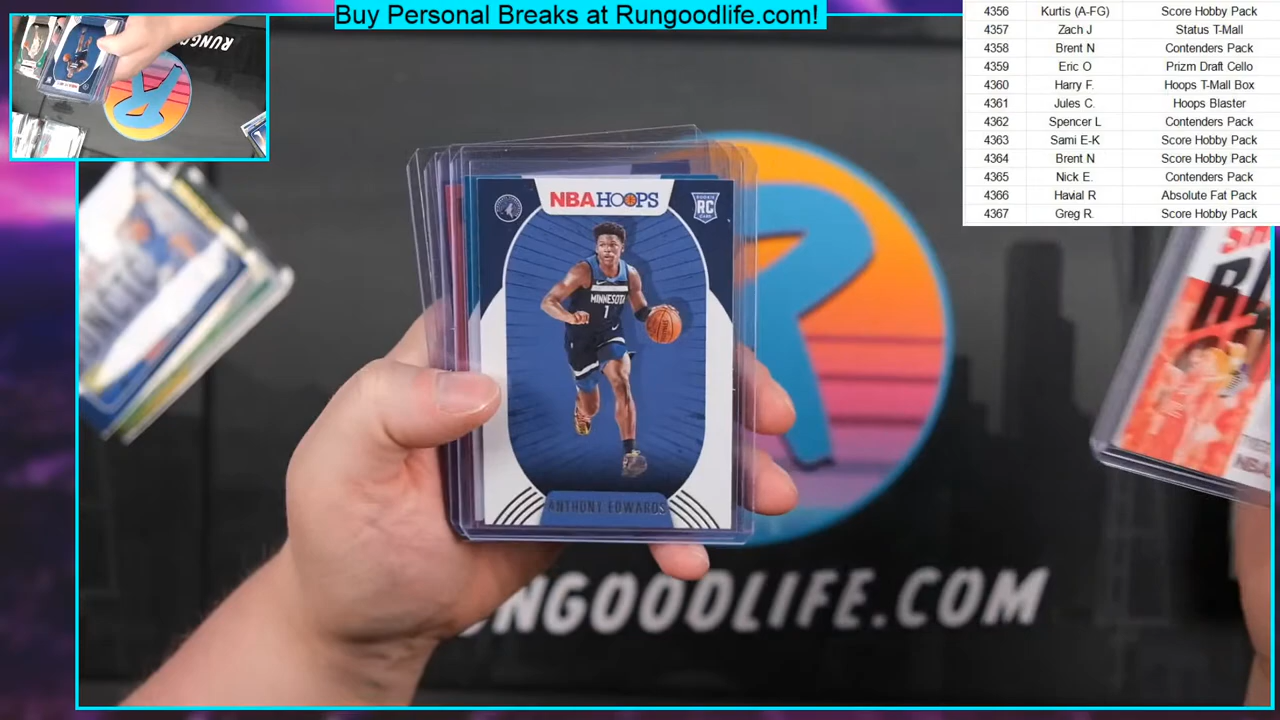 Buy Personal Breaks at Rungoodlife.com!
4356 Kurtis (A-FG) Score Hobby Pack
4357 Zach J Status T-Mall
4358 Brent N Contenders Pack
4359 Eric O Prizm Draft Cello
4360 Harry F. Hoops T-Mall Box
4361 Jules C. Hoops Blaster
4362 Spencer L Contenders Pack
4363 Sami E-K Score Hobby Pack
4364 Brent N Score Hobby Pack
4365 Nick E. Contenders Pack
4366 Havial R Absolute Fat Pack
4367 Greg R. Score Hobby Pack
RUNGOOD
NBA HOOPS
RC
MINNESOTA
1
ANTHONY EDWARDS
R
NGOODLIFE.COM